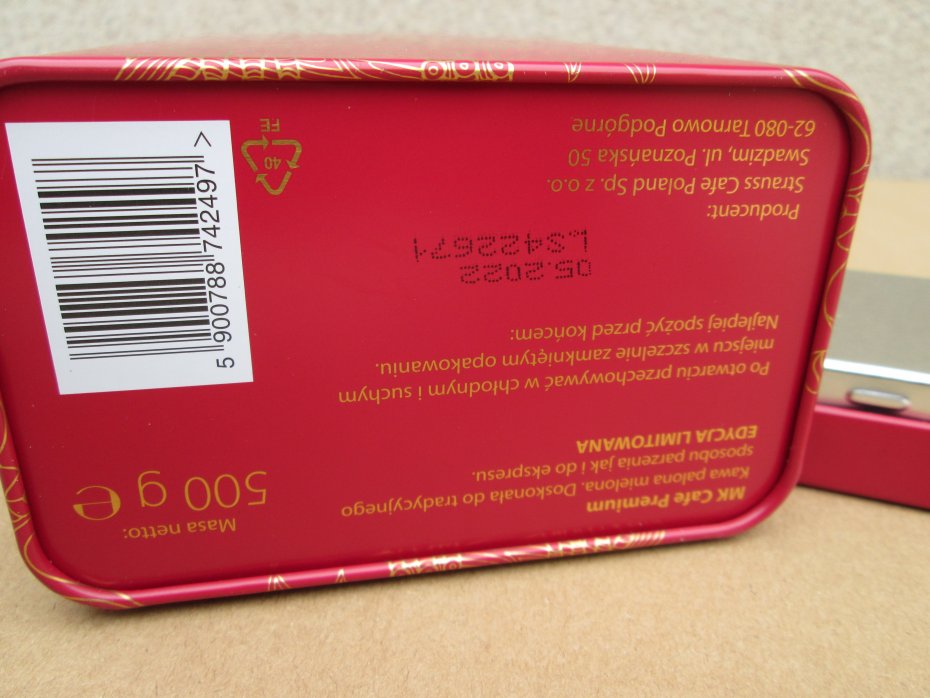 MK Cafe Premium
Kawa palona mielona. Doskonała do tradycyjnego
sposobu parzenia jak i do ekspresu.
EDYCJA LIMITOWANA
Masa netto:
500 g e
Po otwarciu przechowywać w chłodnym i suchym
miejscu w szczelnie zamkniętym opakowaniu.
Najlepiej spożyć przed końcem:
05.2022
LS422671
Producent:
Strauss Cafe Poland Sp. z o.o.
Swadzim, ul. Poznańska 50
62-080 Tarnowo Podgórne
40
FE
5 900788 742497 >